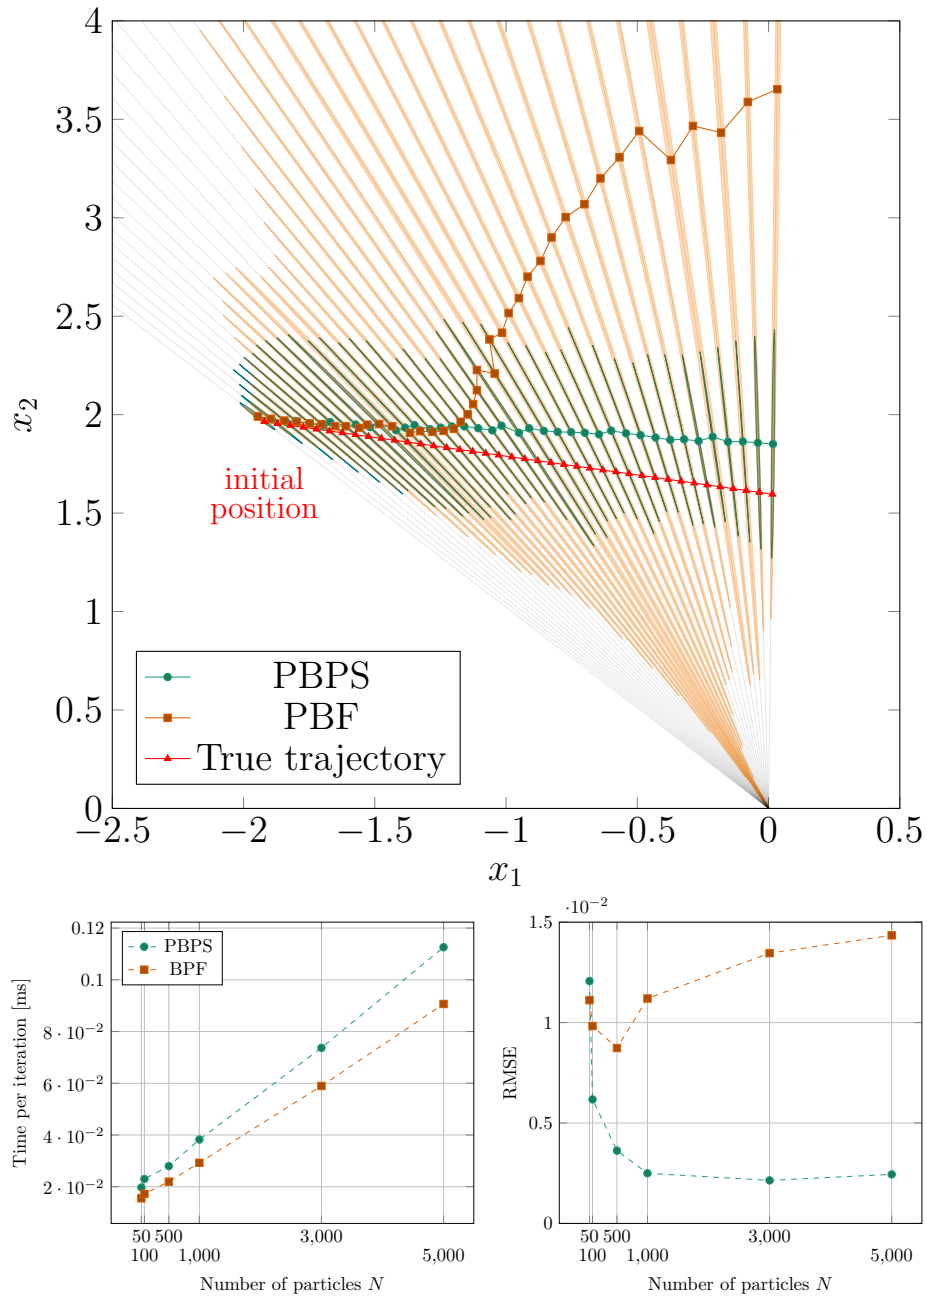 4
3.5
3
2.5
2
1.5
1
0.5
0
x₂
initial
position
PBPS
PBF
True trajectory
−2.5 −2 −1.5 −1 −0.5 0 0.5
x₁
0.12
0.1
8 · 10⁻²
6 · 10⁻²
4 · 10⁻²
2 · 10⁻²
Time per iteration [ms]
PBPS
BPF
50 500 3,000
100 1,000 5,000
Number of particles N
·10⁻²
1.5
1
0.5
0
RMSE
50 500 3,000
100 1,000 5,000
Number of particles N